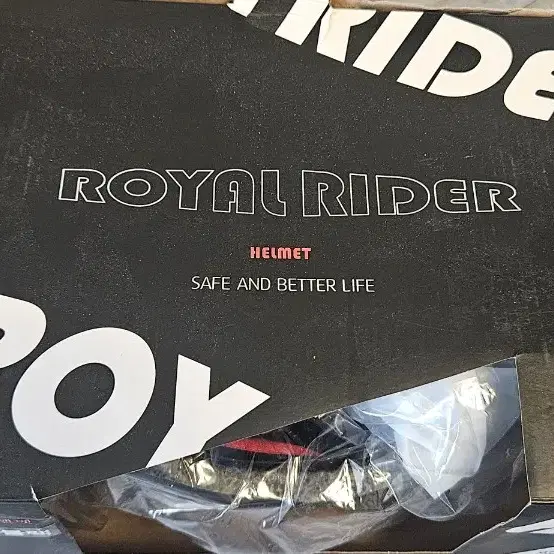 RIDE
ROYAL RIDER
HELMET
SAFE AND BETTER LIFE
ROY